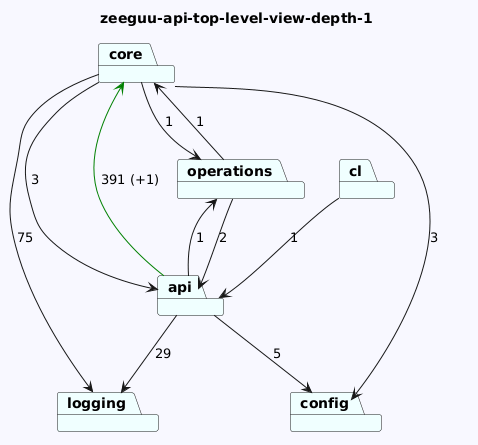 zeeguu-api-top-level-view-depth-1
core
1
1
operations
cl
3
391 (+1)
75
1
2
1
3
api
29
5
logging
config